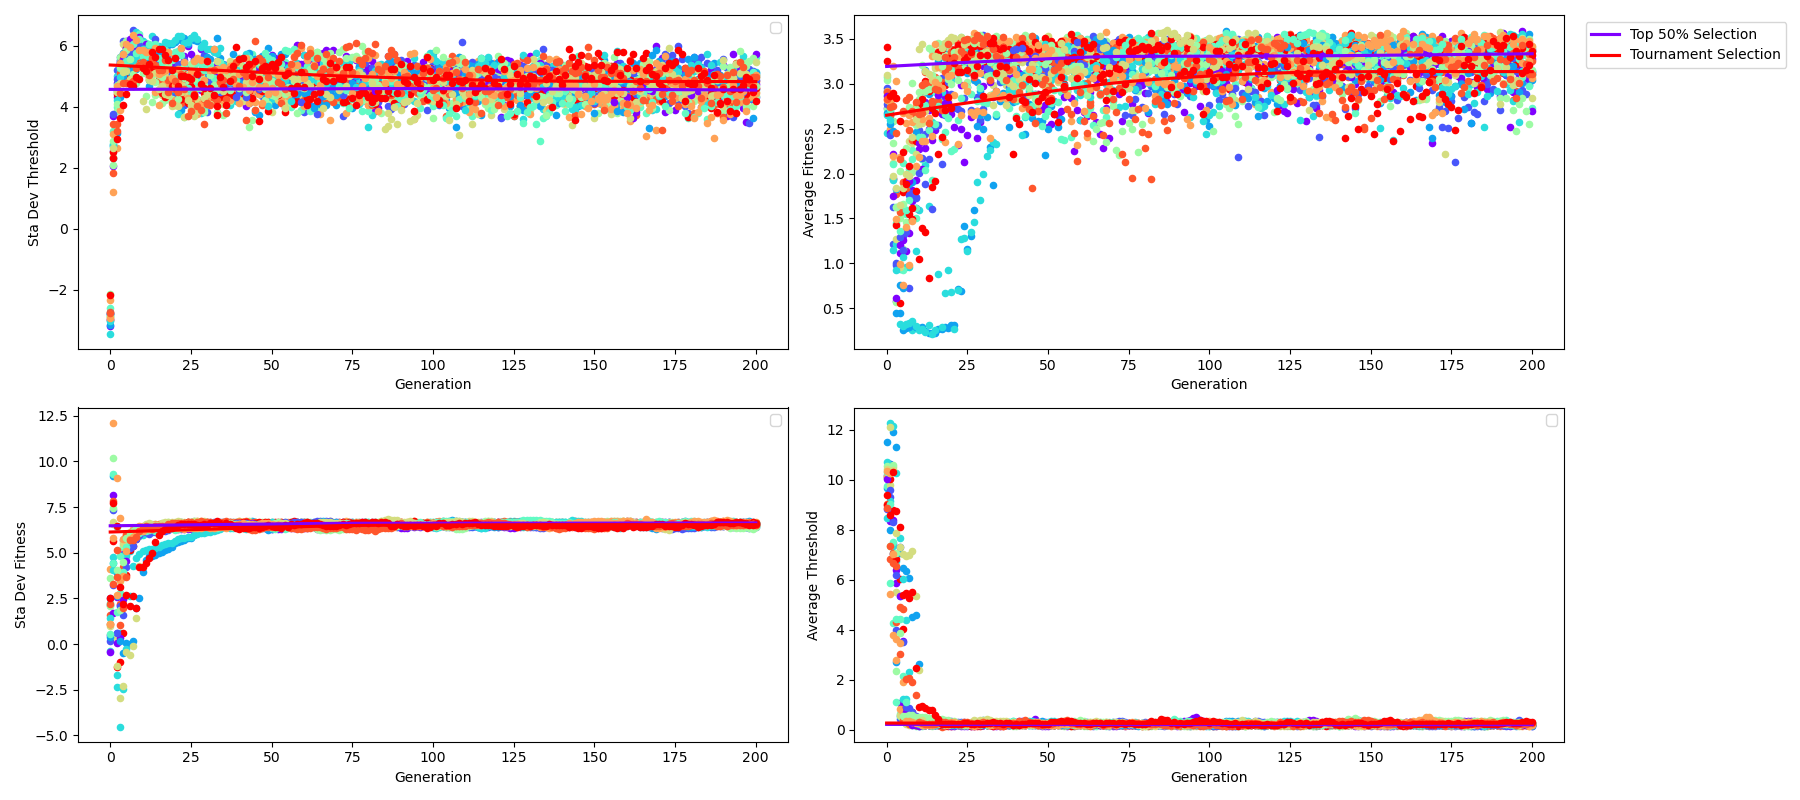 Sta Dev Threshold
6
4
2
0
−2
0 25 50 75 100 125 150 175 200
Generation
Average Fitness
3.5
3.0
2.5
2.0
1.5
1.0
0.5
0 25 50 75 100 125 150 175 200
Generation
Top 50% Selection
Tournament Selection
Sta Dev Fitness
12.5
10.0
7.5
5.0
2.5
0.0
−2.5
−5.0
0 25 50 75 100 125 150 175 200
Generation
Average Threshold
12
10
8
6
4
2
0
0 25 50 75 100 125 150 175 200
Generation